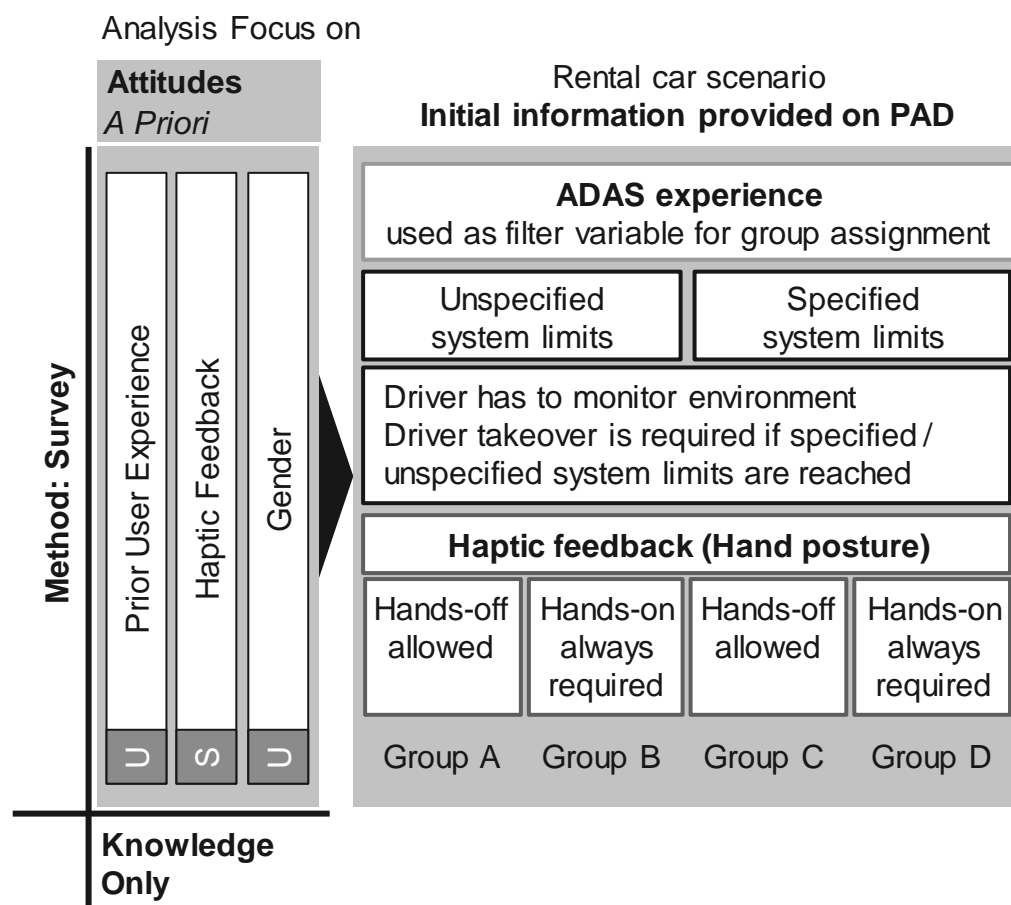 Analysis Focus on
Attitudes
A Priori
Rental car scenario
Initial information provided on PAD
Method: Survey
Prior User Experience
Haptic Feedback
Gender
U
S
U
ADAS experience
used as filter variable for group assignment
Unspecified
system limits
Specified
system limits
Driver has to monitor environment
Driver takeover is required if specified /
unspecified system limits are reached
Haptic feedback (Hand posture)
Hands-off
allowed
Hands-on
always
required
Hands-off
allowed
Hands-on
always
required
Group A
Group B
Group C
Group D
Knowledge
Only